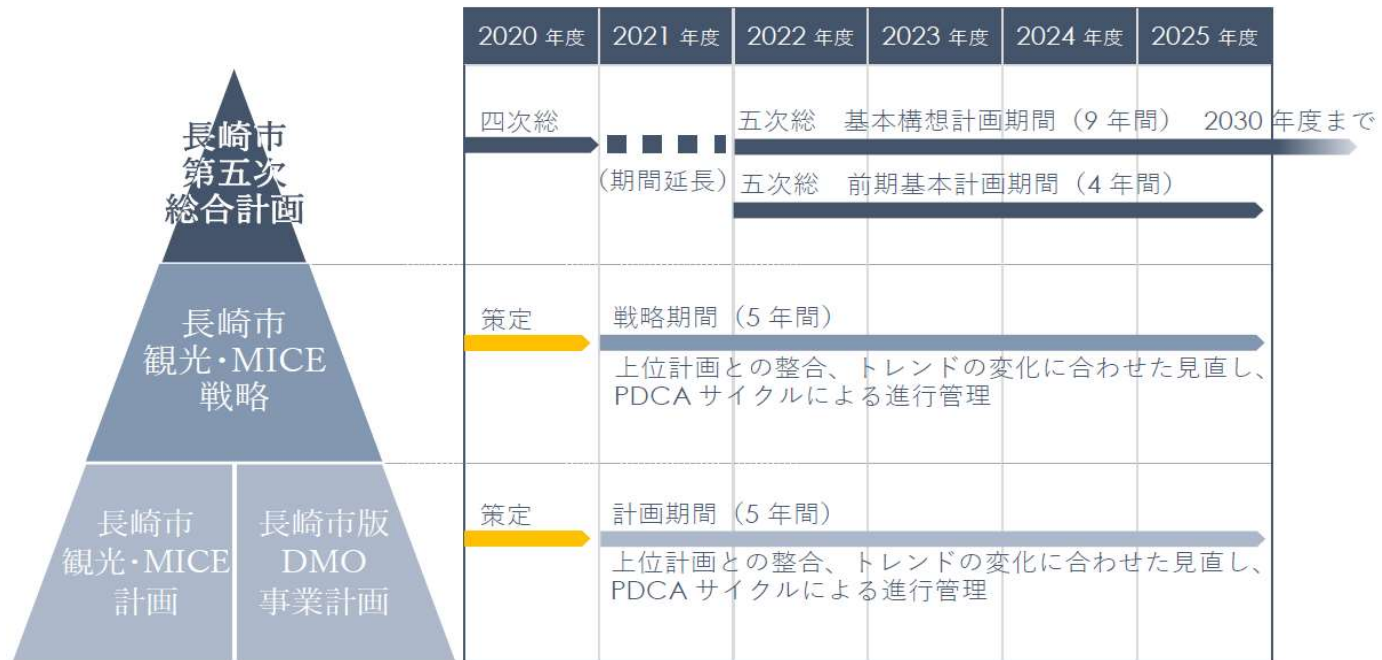 2020 年度 2021 年度 2022 年度 2023 年度 2024 年度 2025 年度
長崎市
第五次
総合計画
四次総
(期間延長)
五次総 基本構想計画期間（9 年間） 2030 年度まで
五次総 前期基本計画期間（4 年間）
長崎市
観光・MICE
戦略
策定
戦略期間（5 年間）
上位計画との整合、トレンドの変化に合わせた見直し、
PDCA サイクルによる進行管理
長崎市
観光・MICE
計画
長崎市版
DMO
事業計画
策定
計画期間（5 年間）
上位計画との整合、トレンドの変化に合わせた見直し、
PDCA サイクルによる進行管理